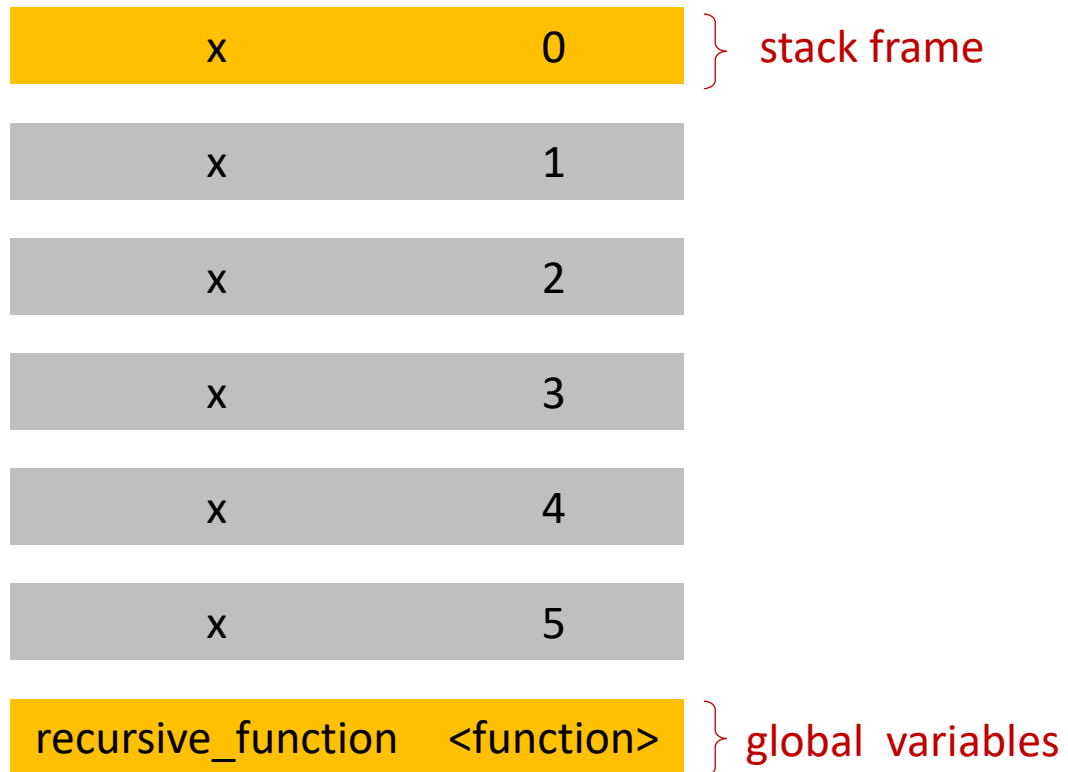 x 0 stack frame
x 1
x 2
x 3
x 4
x 5
recursive_function <function> global variables